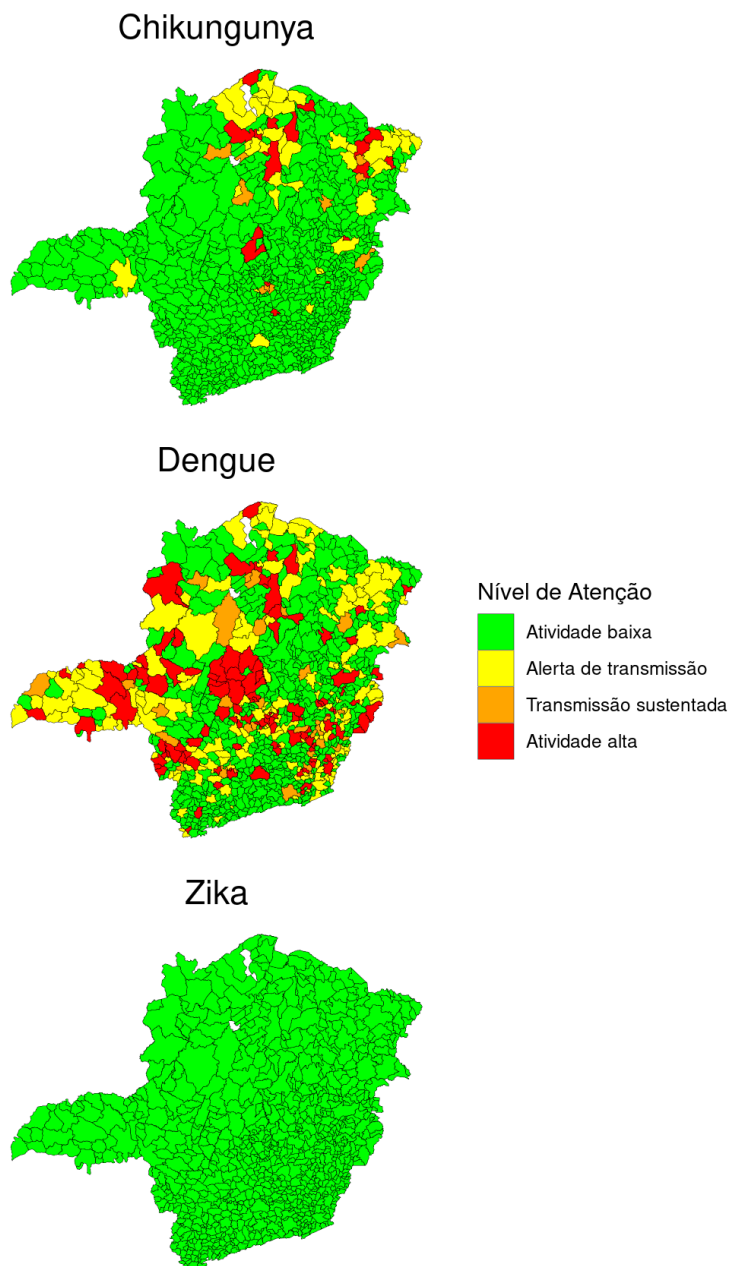 Chikungunya
Dengue
Nível de Atenção
Atividade baixa
Alerta de transmissão
Transmissão sustentada
Atividade alta
Zika